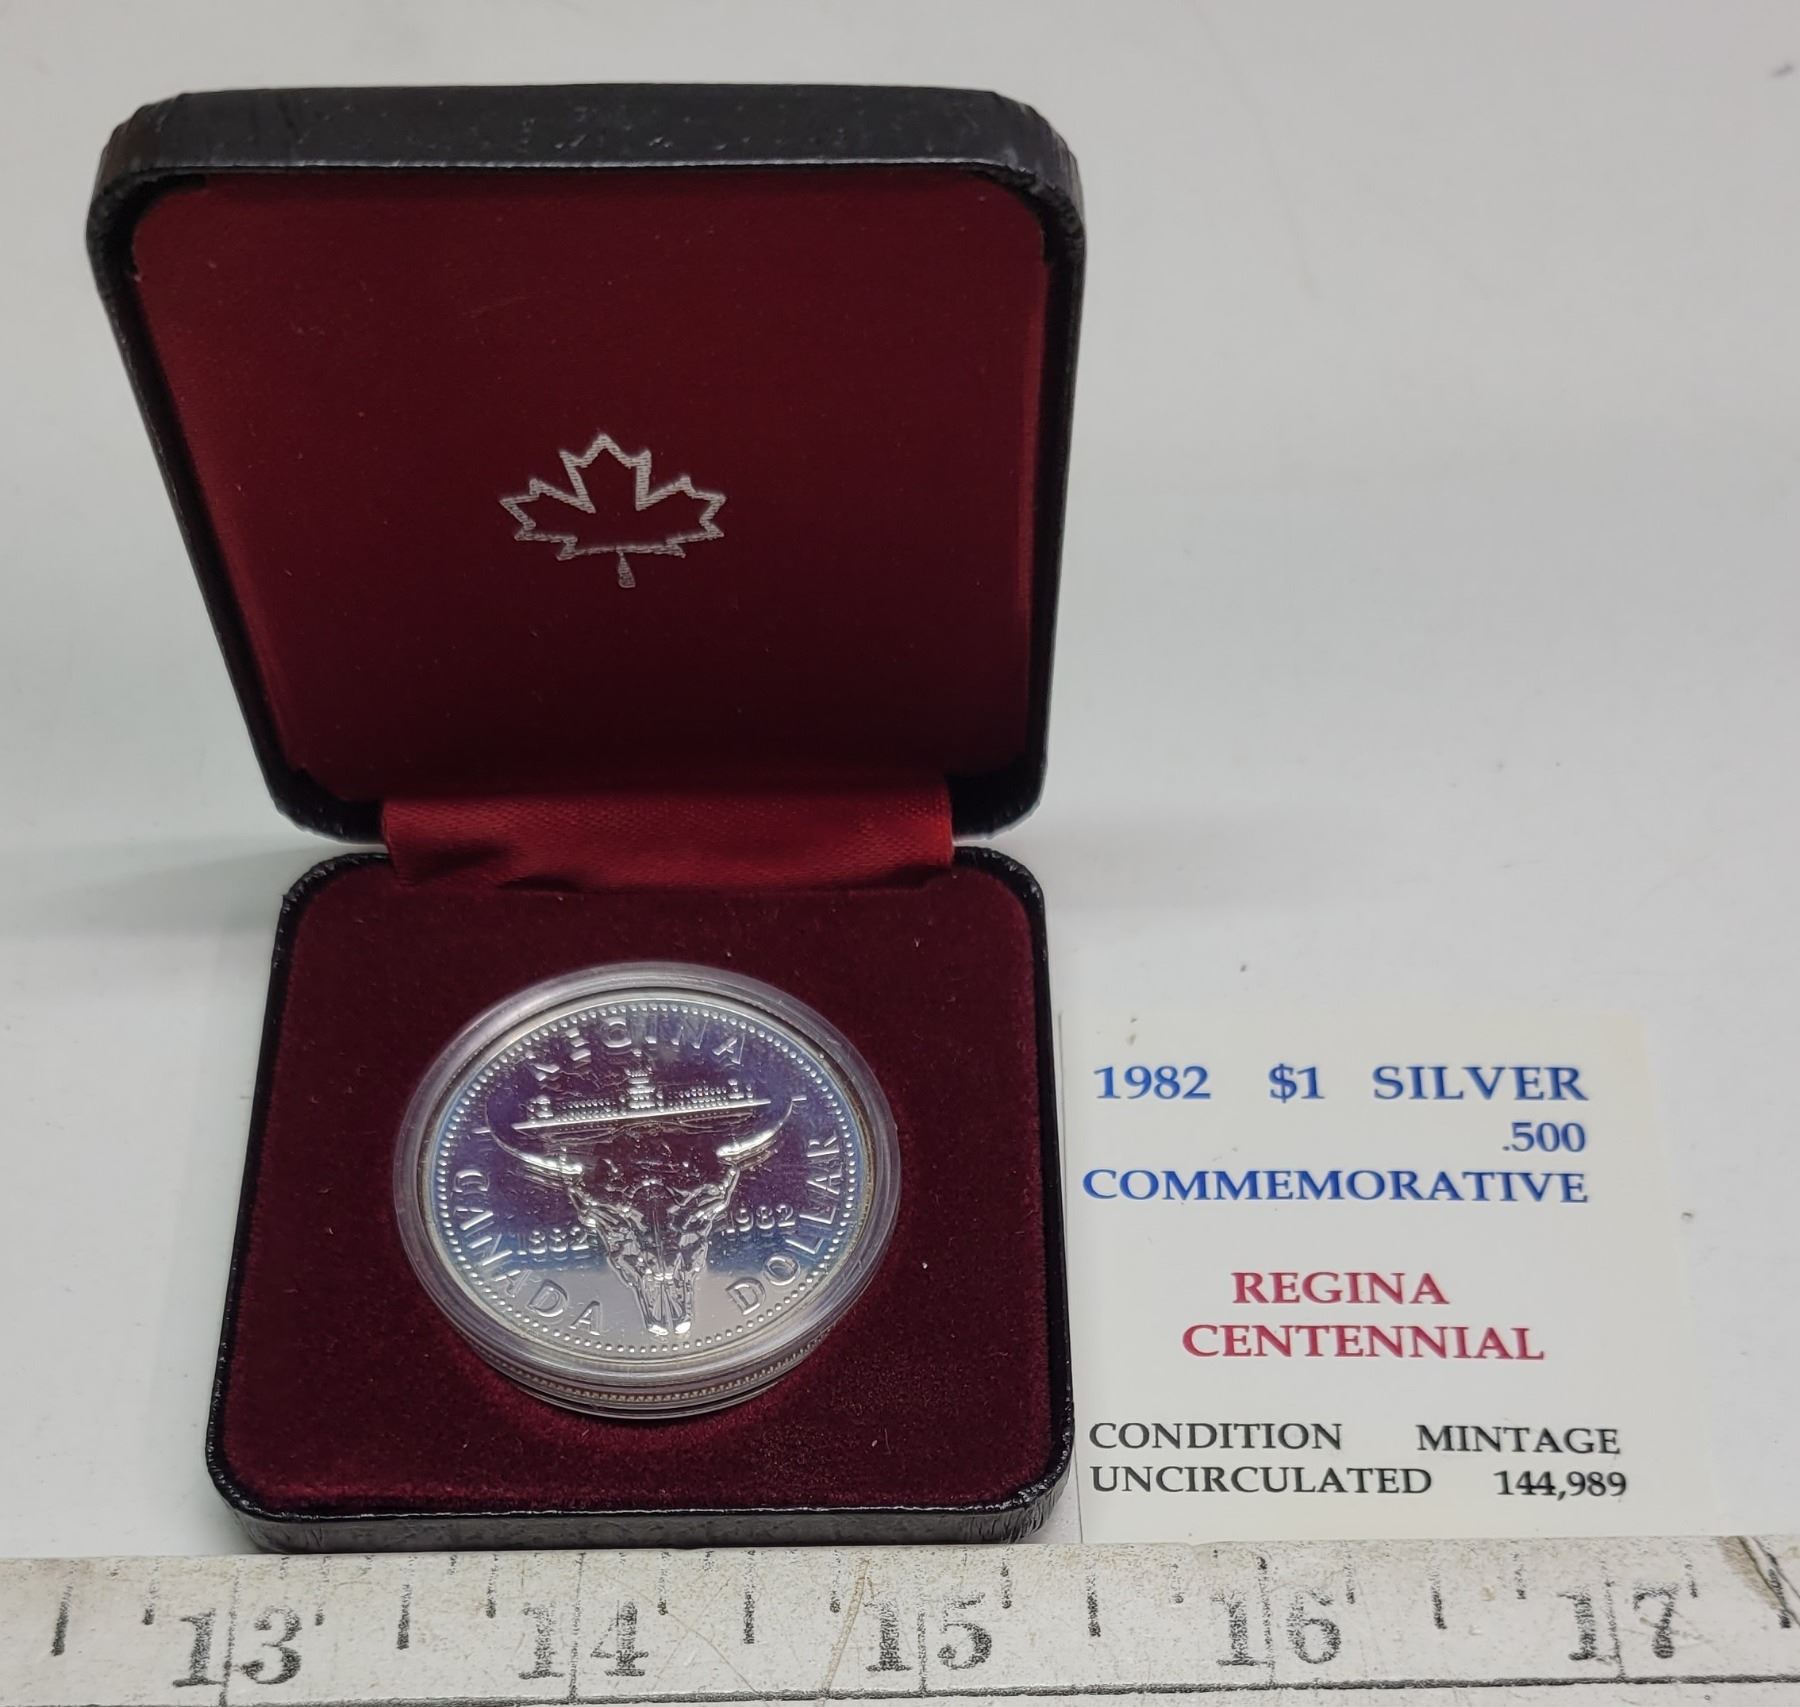 REGINA
1882 1982
CANADA DOLLAR
1982 $1 SILVER
.500
COMMEMORATIVE
REGINA
CENTENNIAL
CONDITION MINTAGE
UNCIRCULATED 144,989
13 14 15 16 17